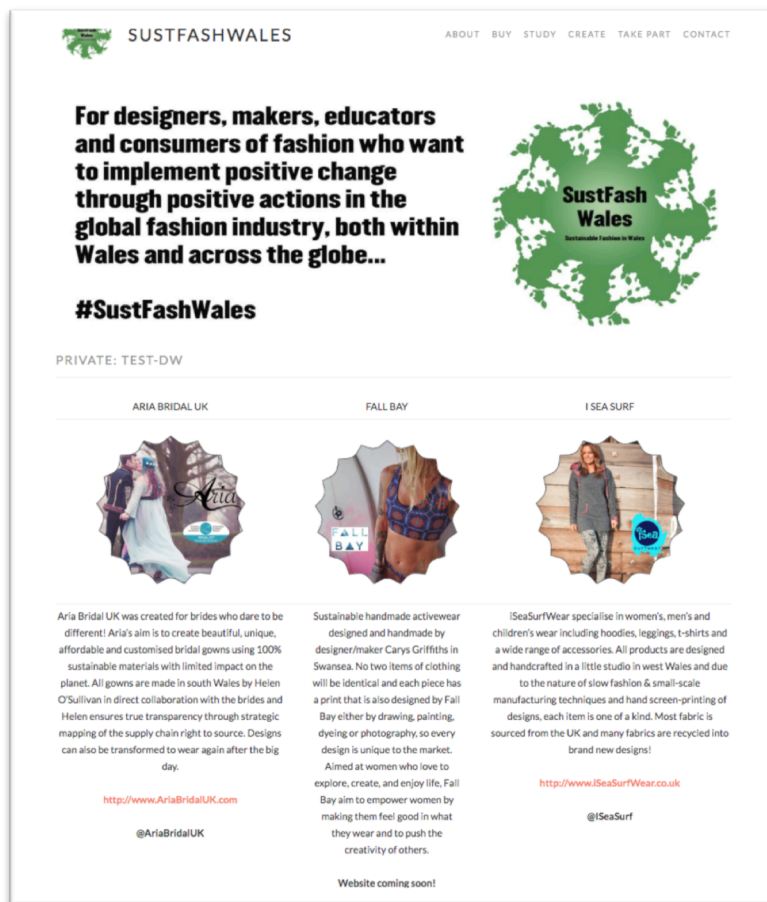 SUSTFASHWALES
ABOUT BUY STUDY CREATE TAKE PART CONTACT
For designers, makers, educators
and consumers of fashion who want
to implement positive change
through positive actions in the
global fashion industry, both within
Wales and across the globe...
#SustFashWales
SustFash
Wales
Sustainable Fashion in Wales
PRIVATE: TEST-DW
ARIA BRIDAL UK
FALL BAY
I SEA SURF
Aria
FALL
BAY
iSea
Aria Bridal UK was created for brides who dare to be
different! Aria's aim is to create beautiful, unique,
affordable and customised bridal gowns using 100%
sustainable materials with limited impact on the
planet. All gowns are made in south Wales by Helen
O'Sullivan in direct collaboration with the brides and
Helen ensures true transparency through strategic
mapping of the supply chain right to source. Designs
can also be transformed to wear again after the big
day.
http://www.AriaBridalUK.com
@AriaBridalUK
Sustainable handmade activewear
designed and handmade by
designer/maker Carys Griffiths in
Swansea. No two items of clothing
will be identical and each piece has
a print that is also designed by Fall
Bay either by drawing, painting,
dyeing or photography, so every
design is unique to the market.
Aimed at women who love to
explore, create, and enjoy life, Fall
Bay aim to empower women by
making them feel good in what
they wear and to push the
creativity of others.
Website coming soon!
iSeaSurfWear specialise in women's, men's and
children's wear including hoodies, leggings, t-shirts and
a wide range of accessories. All products are designed
and handcrafted in a little studio in west Wales and due
to the nature of slow fashion & small-scale
manufacturing techniques and hand screen-printing of
designs, each item is one of a kind. Most fabric is
sourced from the UK and many fabrics are recycled into
brand new designs!
http://www.ISeaSurfWear.co.uk
@ISeaSurf